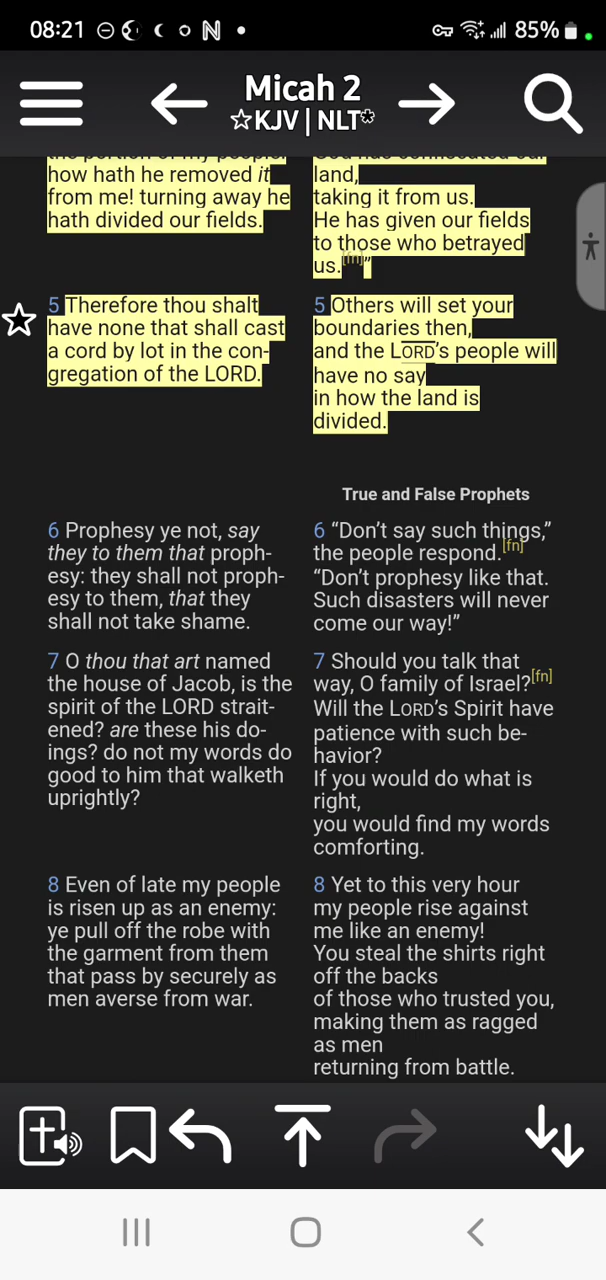 08:21
85%
Micah 2
☆KJV | NLT*
the portion of my people:
how hath he removed it
from me! turning away he
hath divided our fields.
5 Therefore thou shalt
have none that shall cast
a cord by lot in the con-
gregation of the LORD.
6 Prophesy ye not, say
they to them that proph-
esy: they shall not proph-
esy to them, that they
shall not take shame.
7 O thou that art named
the house of Jacob, is the
spirit of the LORD strait-
ened? are these his do-
ings? do not my words do
good to him that walketh
uprightly?
8 Even of late my people
is risen up as an enemy:
ye pull off the robe with
the garment from them
that pass by securely as
men averse from war.
God has confiscated our
land,
taking it from us.
He has given our fields
to those who betrayed
us.[fn]”
5 Others will set your
boundaries then,
and the LORD’s people will
have no say
in how the land is
divided.
True and False Prophets
6 “Don’t say such things,”
the people respond.[fn]
“Don’t prophesy like that.
Such disasters will never
come our way!”
7 Should you talk that
way, O family of Israel?[fn]
Will the LORD’s Spirit have
patience with such be-
havior?
If you would do what is
right,
you would find my words
comforting.
8 Yet to this very hour
my people rise against
me like an enemy!
You steal the shirts right
off the backs
of those who trusted you,
making them as ragged
as men
returning from battle.